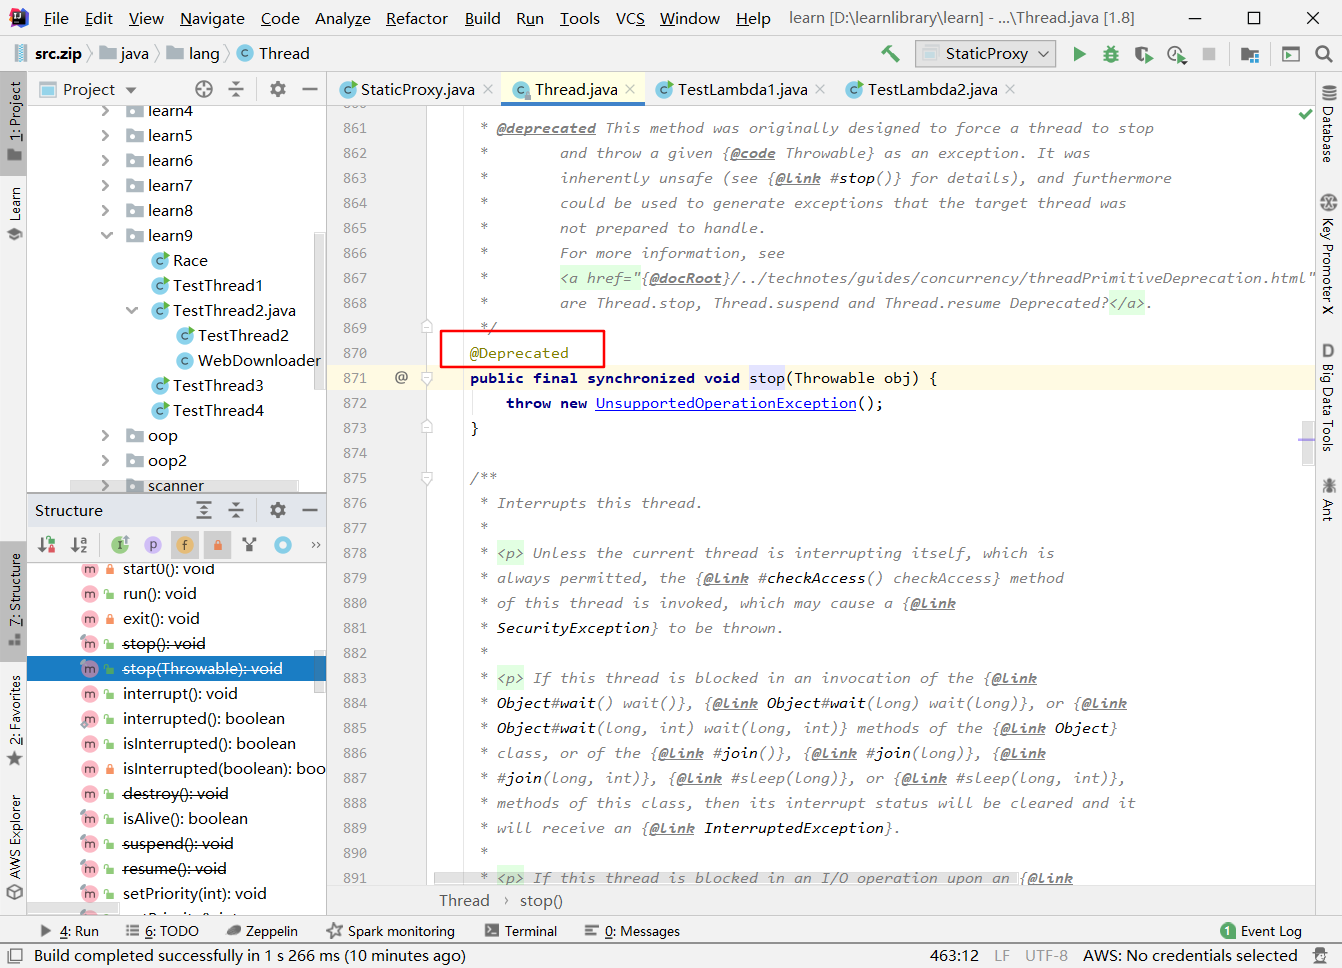 File Edit View Navigate Code Analyze Refactor Build Run Tools VCS Window Help learn [D:\learnlibrary\learn] - ...\Thread.java [1.8]
src.zip java lang Thread StaticProxy
Project
StaticProxy.java Thread.java TestLambda1.java TestLambda2.java
1: Project
Learn
7: Structure
2: Favorites
AWS Explorer
learn4
learn5
learn6
learn7
learn8
learn9
Race
TestThread1
TestThread2.java
TestThread2
WebDownloader
TestThread3
TestThread4
oop
oop2
scanner
Structure
start0(): void
run(): void
exit(): void
stop(): void
stop(Throwable): void
interrupt(): void
interrupted(): boolean
isInterrupted(): boolean
isInterrupted(boolean): boo
destroy(): void
isAlive(): boolean
suspend(): void
resume(): void
setPriority(int): void
861 * @deprecated This method was originally designed to force a thread to stop
862 * and throw a given {@code Throwable} as an exception. It was
863 * inherently unsafe (see {@link #stop()} for details), and furthermore
864 * could be used to generate exceptions that the target thread was
865 * not prepared to handle.
866 * For more information, see
867 * <a href="{@docRoot}/../technotes/guides/concurrency/threadPrimitiveDeprecation.html"
868 * are Thread.stop, Thread.suspend and Thread.resume Deprecated?</a>.
869 */
870 @Deprecated
871 @ public final synchronized void stop(Throwable obj) {
872 throw new UnsupportedOperationException();
873 }
874
875 /**
876 * Interrupts this thread.
877 *
878 * <p> Unless the current thread is interrupting itself, which is
879 * always permitted, the {@link #checkAccess() checkAccess} method
880 * of this thread is invoked, which may cause a {@link
881 * SecurityException} to be thrown.
882 *
883 * <p> If this thread is blocked in an invocation of the {@link
884 * Object#wait() wait()}, {@link Object#wait(long) wait(long)}, or {@link
885 * Object#wait(long, int) wait(long, int)} methods of the {@link Object}
886 * class, or of the {@link #join()}, {@link #join(long)}, {@link
887 * #join(long, int)}, {@link #sleep(long)}, or {@link #sleep(long, int)},
888 * methods of this class, then its interrupt status will be cleared and it
889 * will receive an {@link InterruptedException}.
890 *
891 * <p> If this thread is blocked in an I/O operation upon an {@link
Thread › stop()
Database
Key Promoter X
Big Data Tools
Ant
4: Run 6: TODO Zeppelin Spark monitoring Terminal 0: Messages 1 Event Log
Build completed successfully in 1 s 266 ms (10 minutes ago) 463:12 LF UTF-8 AWS: No credentials selected